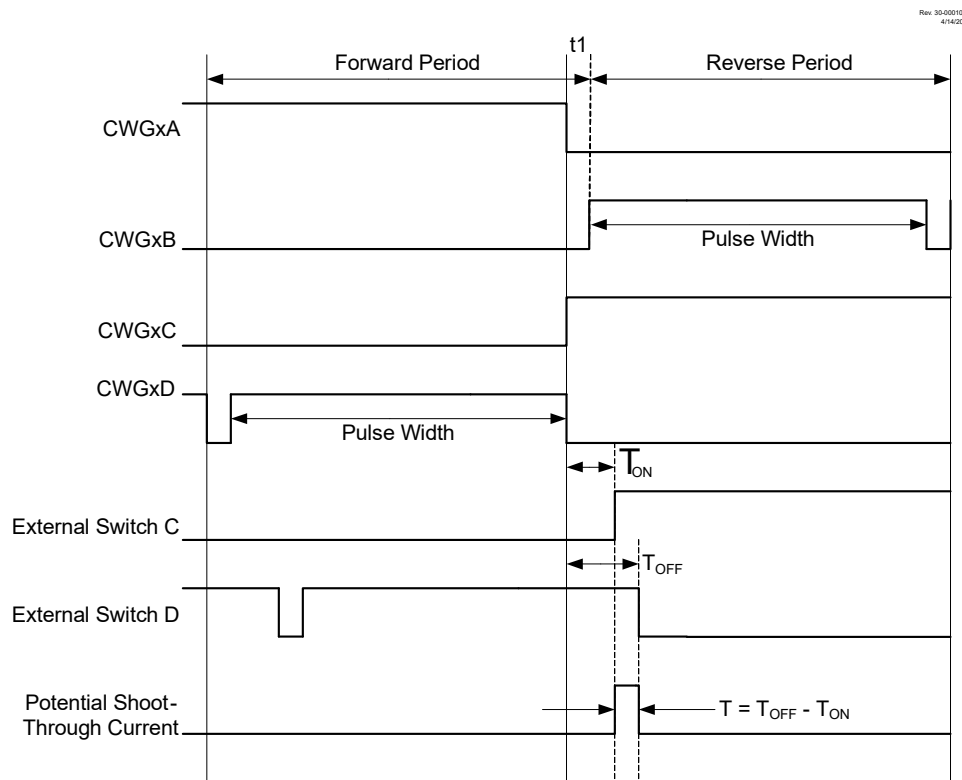 Rev. 30-00010
4/14/20
t1
Forward Period
Reverse Period
CWGxA
CWGxB
Pulse Width
CWGxC
CWGxD
Pulse Width
TON
External Switch C
TOFF
External Switch D
Potential Shoot-
Through Current
T = TOFF - TON